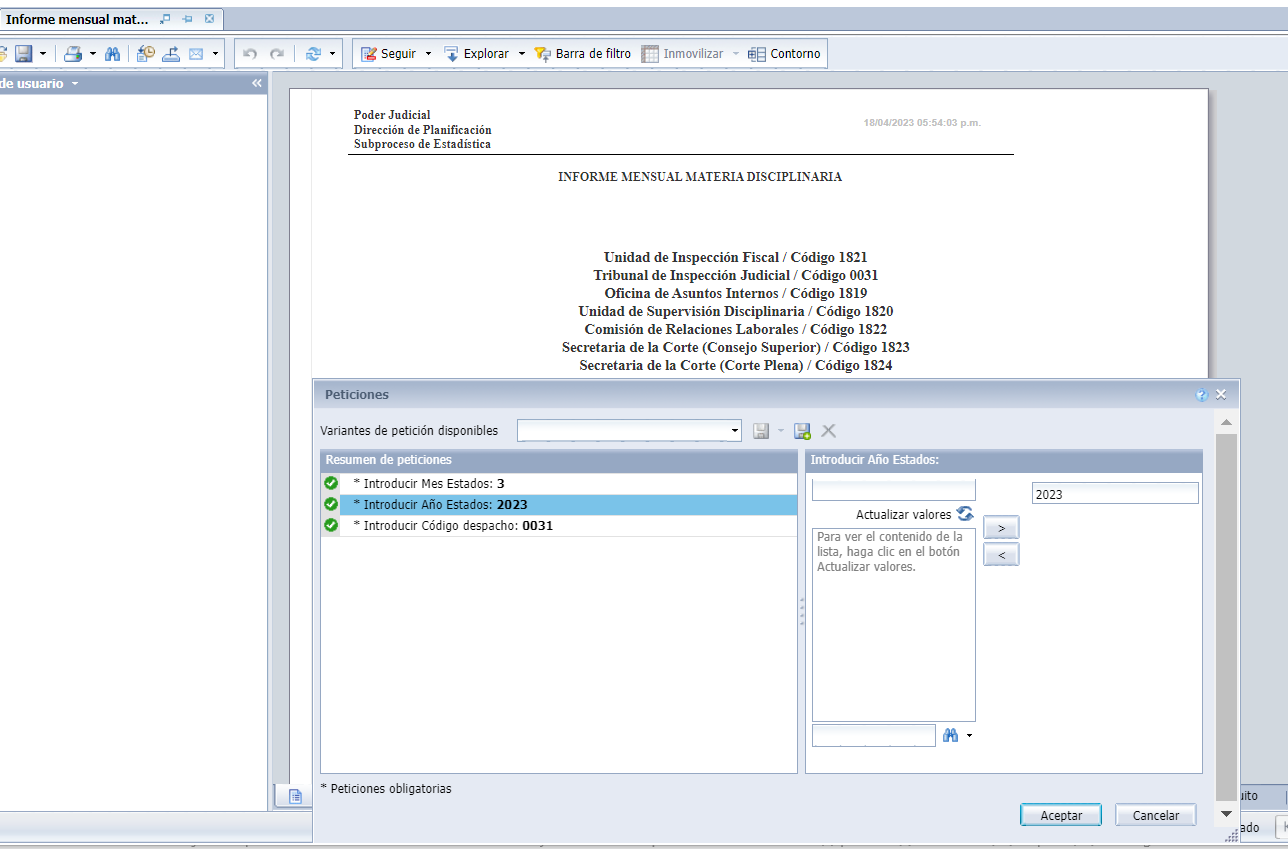 Informe mensual mat...
Seguir
Explorar
Barra de filtro
Inmovilizar
Contorno
de usuario
Poder Judicial
Dirección de Planificación
Subproceso de Estadística
18/04/2023 05:54:03 p.m.
INFORME MENSUAL MATERIA DISCIPLINARIA
Unidad de Inspección Fiscal / Código 1821
Tribunal de Inspección Judicial / Código 0031
Oficina de Asuntos Internos / Código 1819
Unidad de Supervisión Disciplinaria / Código 1820
Comisión de Relaciones Laborales / Código 1822
Secretaria de la Corte (Consejo Superior) / Código 1823
Secretaria de la Corte (Corte Plena) / Código 1824
Peticiones
Variantes de petición disponibles
Resumen de peticiones
* Introducir Mes Estados: 3
* Introducir Año Estados: 2023
* Introducir Código despacho: 0031
Introducir Año Estados:
2023
Actualizar valores
>
<
Para ver el contenido de la
lista, haga clic en el botón
Actualizar valores.
* Peticiones obligatorias
Aceptar
Cancelar
uito
ado